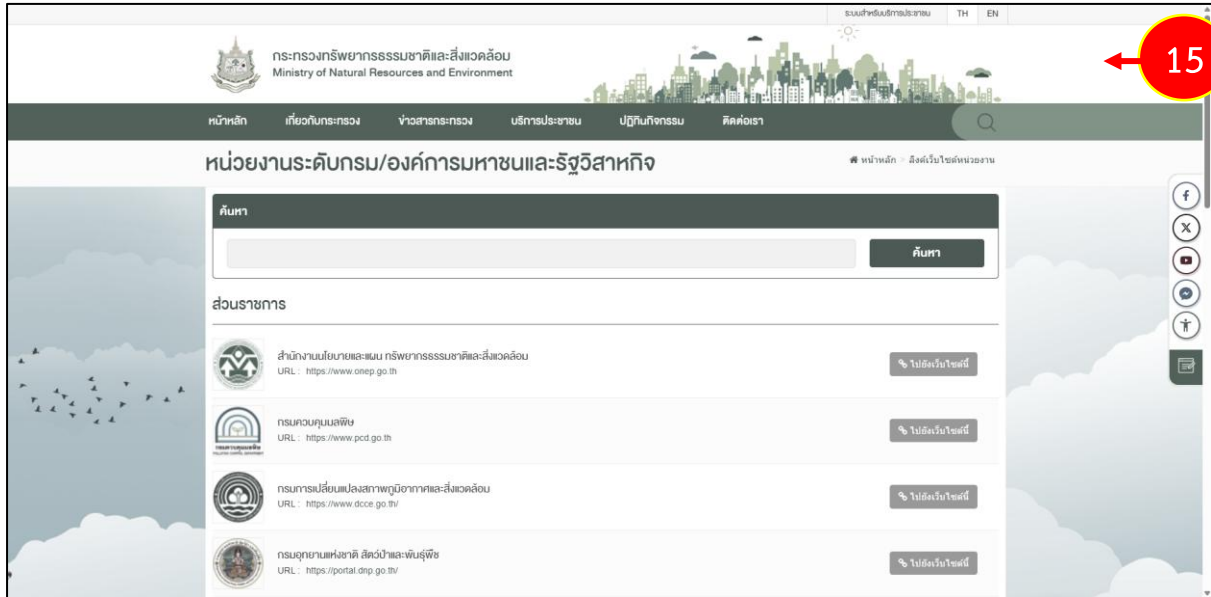 ระบบสำหรับบริการประชาชน TH EN
15
กระทรวงทรัพยากรธรรมชาติและสิ่งแวดล้อม
Ministry of Natural Resources and Environment
หน้าหลัก เกี่ยวกับกระทรวง ข่าวสารกระทรวง บริการประชาชน ปฏิทินกิจกรรม ติดต่อเรา
หน่วยงานระดับกรม/องค์การมหาชนและรัฐวิสาหกิจ
หน้าหลัก > ลิงค์เว็บไซต์หน่วยงาน
ค้นหา
ค้นหา
ส่วนราชการ
สำนักงานนโยบายและแผน ทรัพยากรธรรมชาติและสิ่งแวดล้อม
URL : https://www.onep.go.th
ไปยังเว็บไซต์นี้
กรมควบคุมมลพิษ
URL : https://www.pcd.go.th
ไปยังเว็บไซต์นี้
กรมการเปลี่ยนแปลงสภาพภูมิอากาศและสิ่งแวดล้อม
URL : https://www.dcce.go.th/
ไปยังเว็บไซต์นี้
กรมอุทยานแห่งชาติ สัตว์ป่าและพันธุ์พืช
URL : https://portal.dnp.go.th/
ไปยังเว็บไซต์นี้